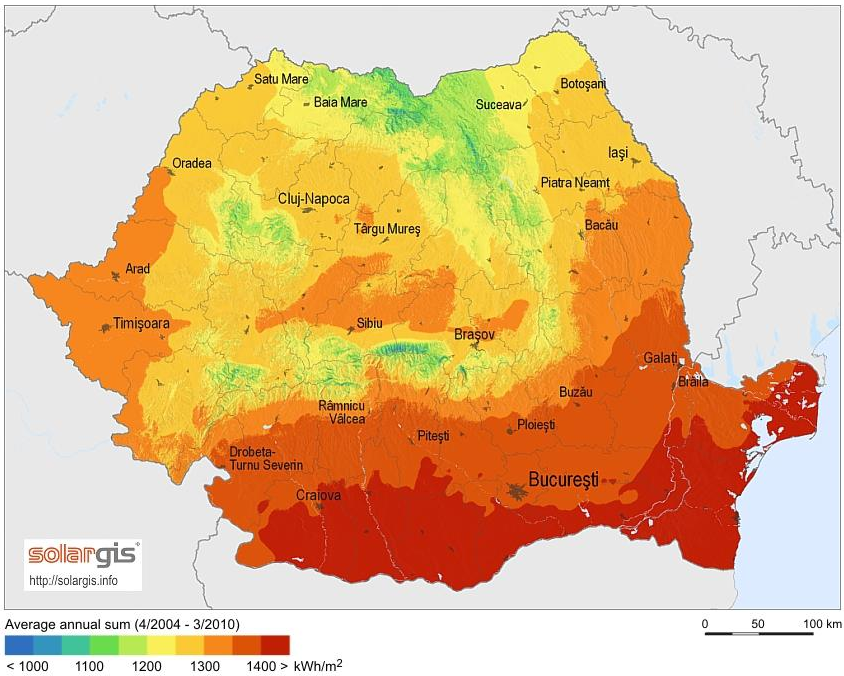 Satu Mare
Baia Mare
Botoşani
Suceava
Iaşi
Oradea
Piatra Neamt
Cluj-Napoca
Târgu Mureş
Bacău
Arad
Timişoara
Sibiu
Braşov
Galaţi
Brăila
Buzău
Râmnicu
Vâlcea
Ploieşti
Piteşti
Drobeta-
Turnu Severin
Bucureşti
Craiova
solargis
http://solargis.info
Average annual sum (4/2004 - 3/2010)
0 50 100 km
< 1000 1100 1200 1300 1400 > kWh/m²